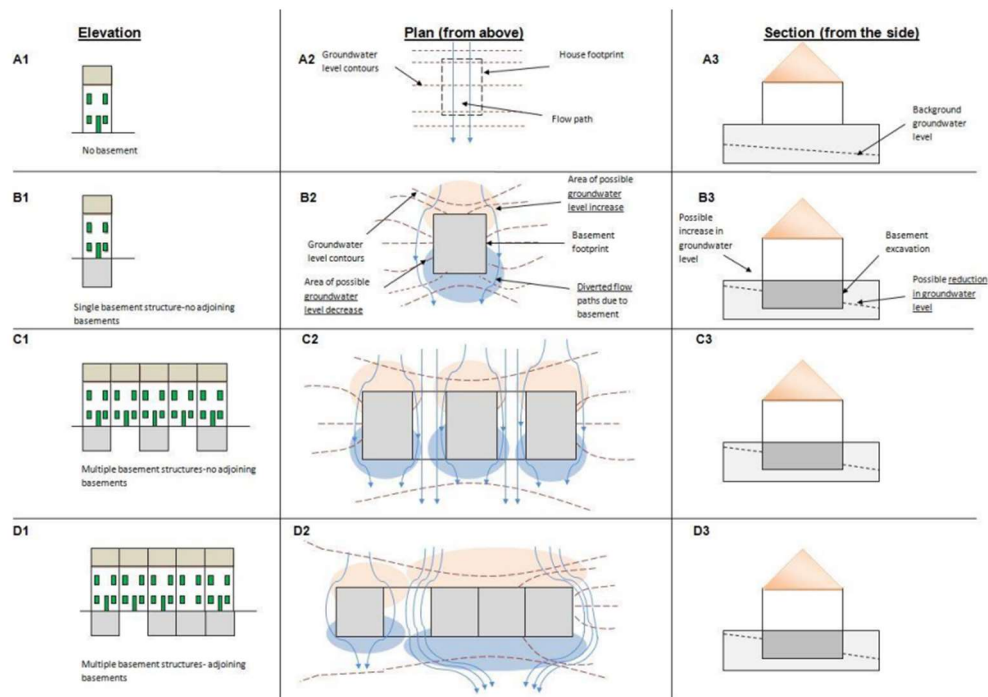 Elevation
Plan (from above)
Section (from the side)
A1
No basement
A2
Groundwater
level contours
House footprint
Flow path
A3
Background
groundwater
level
B1
Single basement structure-no adjoining
basements
B2
Area of possible
groundwater
level increase
Groundwater
level contours
Basement
footprint
Area of possible
groundwater
level decrease
Diverted flow
paths due to
basement
B3
Possible
increase in
groundwater
level
Basement
excavation
Possible reduction
in groundwater
level
C1
Multiple basement structures-no adjoining
basements
C2
C3
D1
Multiple basement structures- adjoining
basements
D2
D3